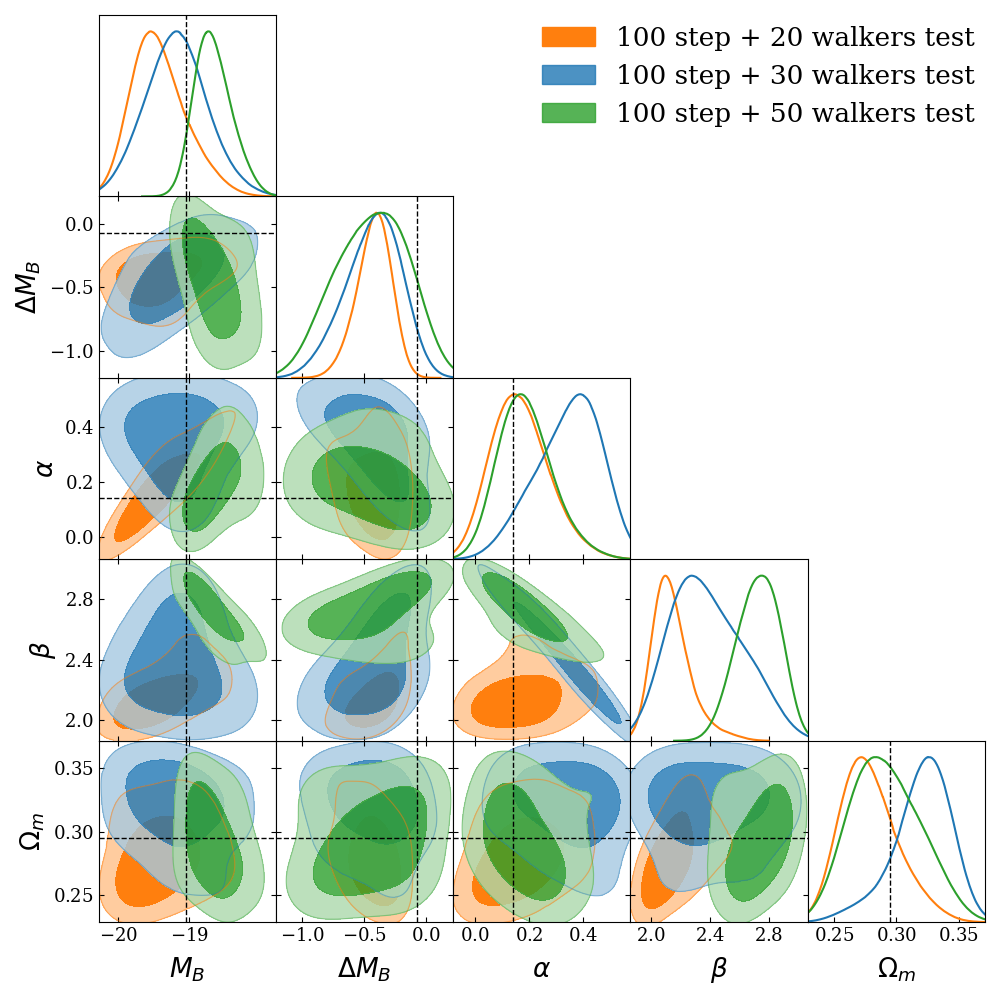 100 step + 20 walkers test
100 step + 30 walkers test
100 step + 50 walkers test
0.0
−0.5
−1.0
ΔM_B
0.4
0.2
0.0
α
2.8
2.4
2.0
β
0.35
0.30
0.25
Ω_m
−20 −19 −1.0 −0.5 0.0 0.0 0.2 0.4 2.0 2.4 2.8 0.25 0.30 0.35
M_B ΔM_B α β Ω_m